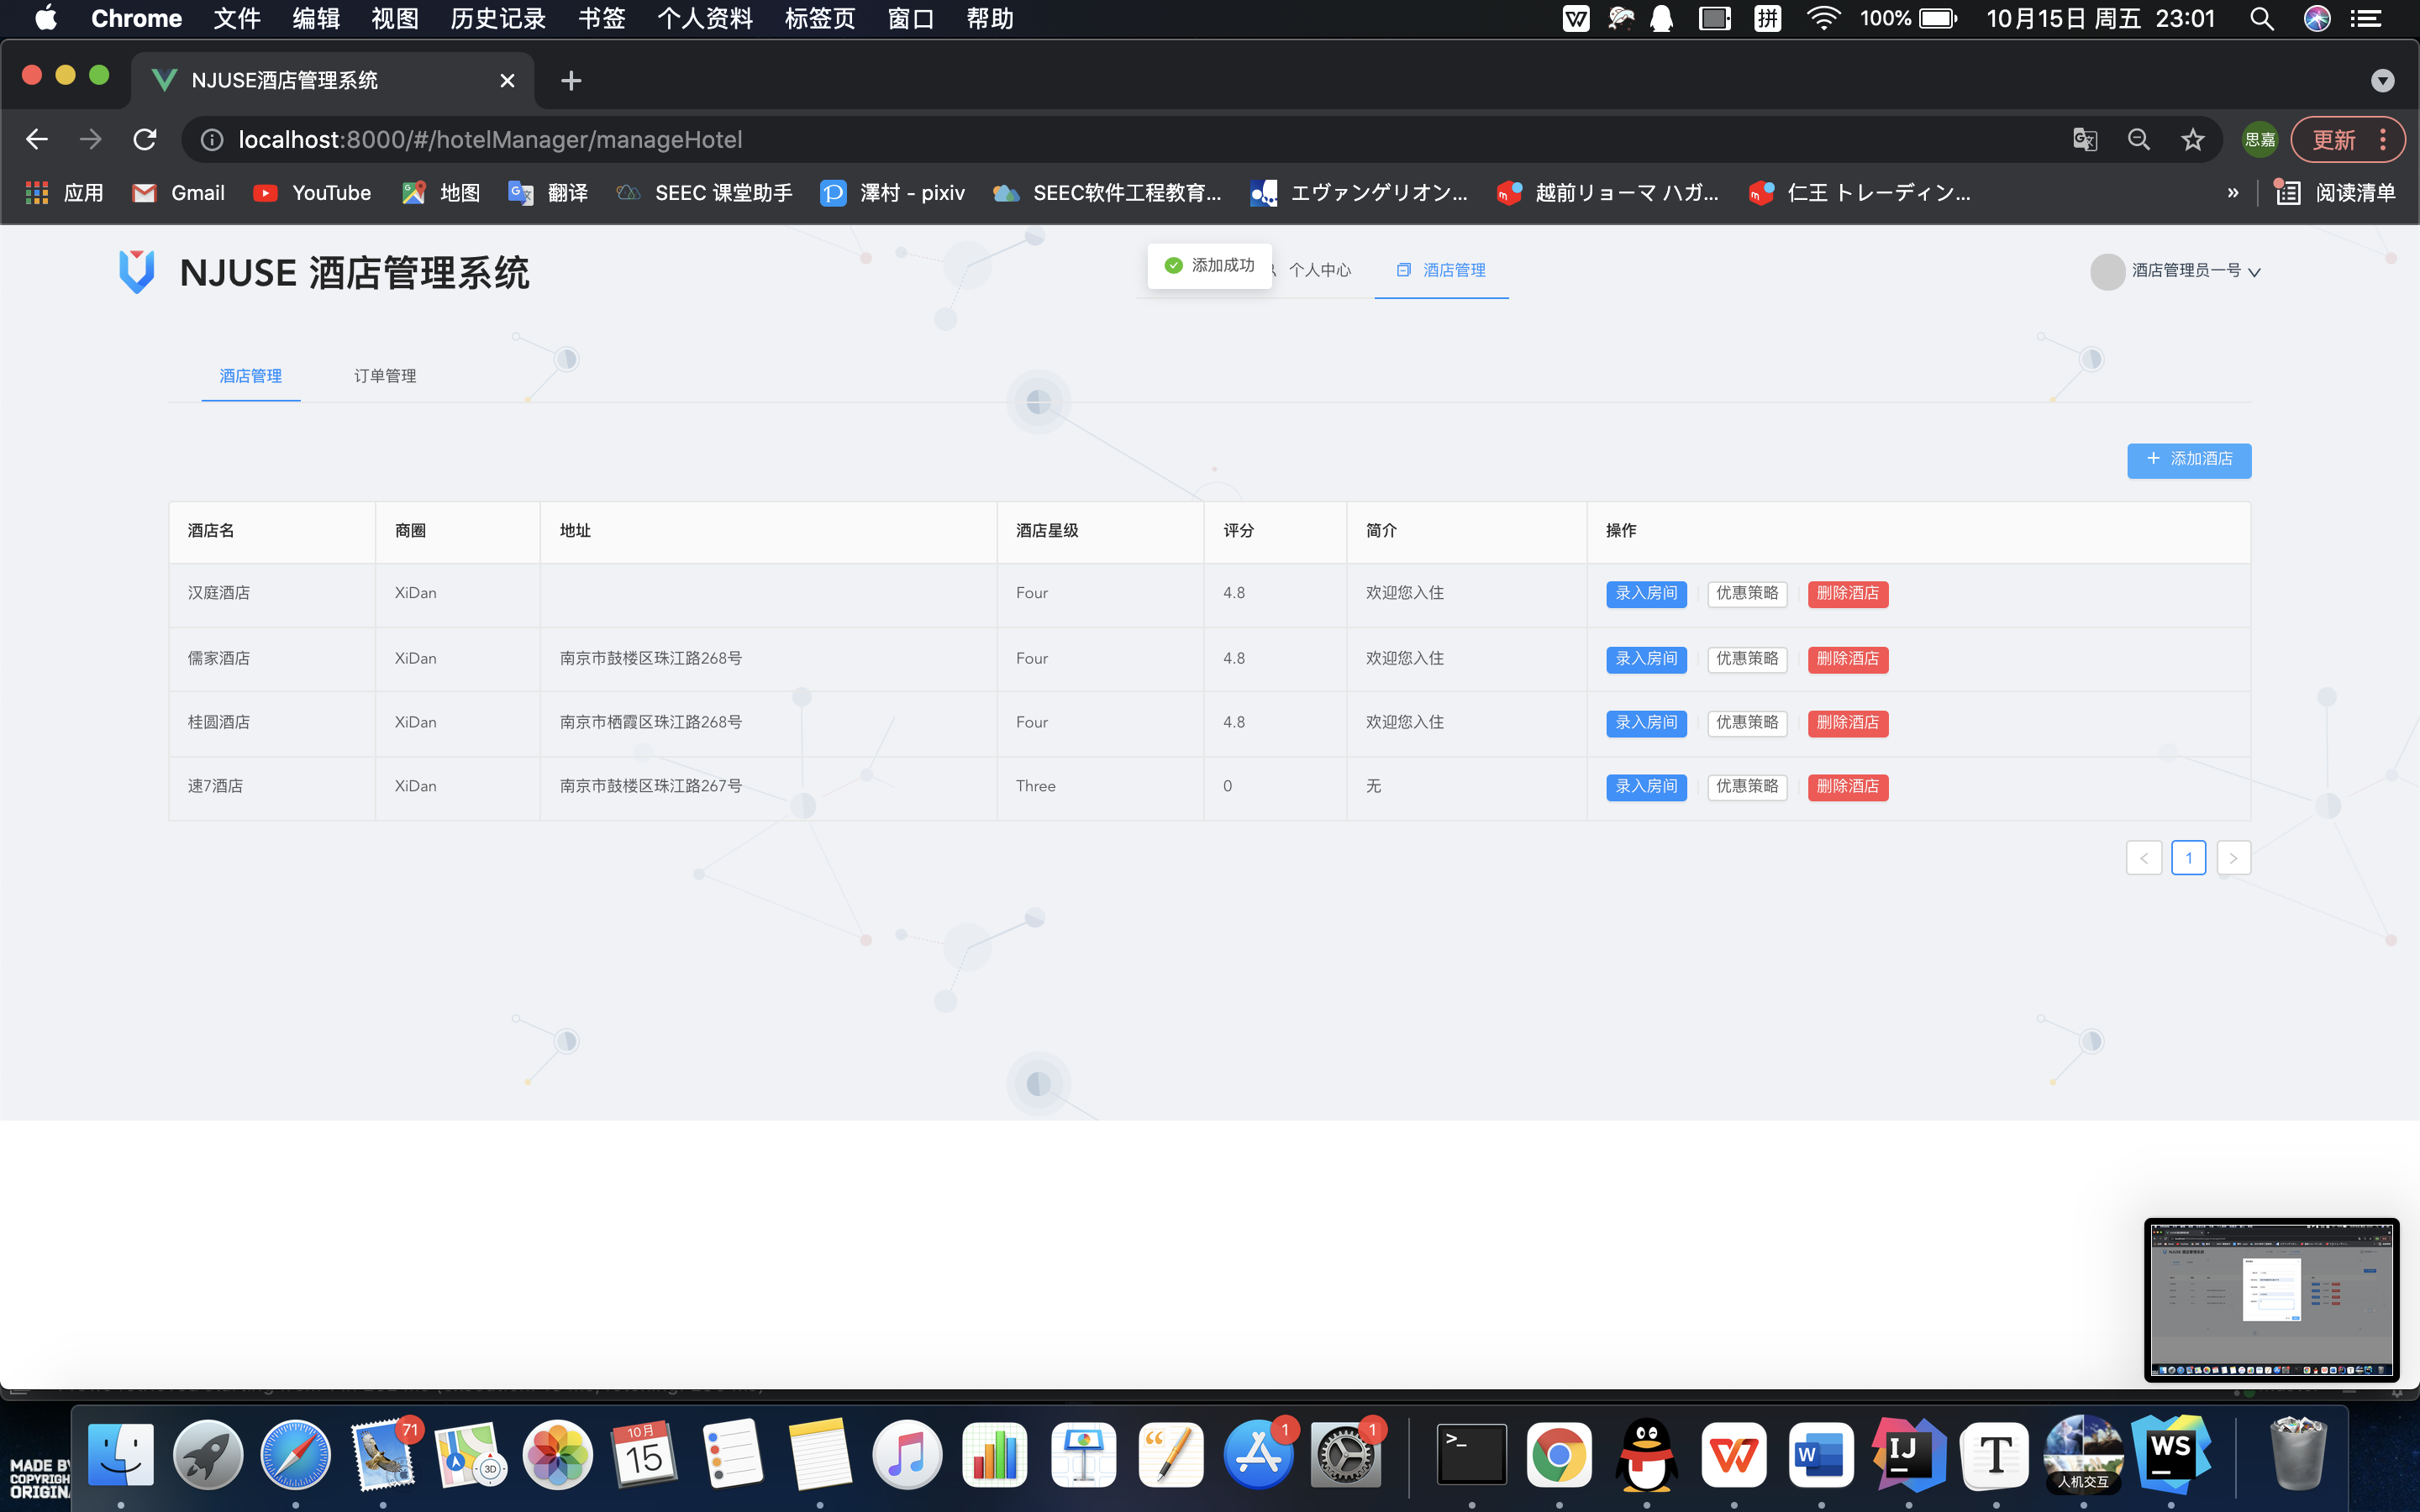 Chrome 文件 编辑 视图 历史记录 书签 个人资料 标签页 窗口 帮助 拼 100% 10月15日 周五 23:01
NJUSE酒店管理系统
localhost:8000/#/hotelManager/manageHotel 思嘉 更新
应用 Gmail YouTube 地图 翻译 SEEC 课堂助手 澤村 - pixiv SEEC软件工程教育... エヴァンゲリオン... 越前リョーマ ハガ... 仁王 トレーディン... » 阅读清单
NJUSE 酒店管理系统 添加成功 个人中心 酒店管理 酒店管理员一号
酒店管理 订单管理
+ 添加酒店
酒店名 商圈 地址 酒店星级 评分 简介 操作
汉庭酒店 XiDan Four 4.8 欢迎您入住 录入房间 优惠策略 删除酒店
儒家酒店 XiDan 南京市鼓楼区珠江路268号 Four 4.8 欢迎您入住 录入房间 优惠策略 删除酒店
桂圆酒店 XiDan 南京市栖霞区珠江路268号 Four 4.8 欢迎您入住 录入房间 优惠策略 删除酒店
速7酒店 XiDan 南京市鼓楼区珠江路267号 Three 0 无 录入房间 优惠策略 删除酒店
< 1 >
71 10月 15 3D 1 1 >_ W IJ T 人机交互 WS
MADE BY
COPYRIGH
ORIGINA